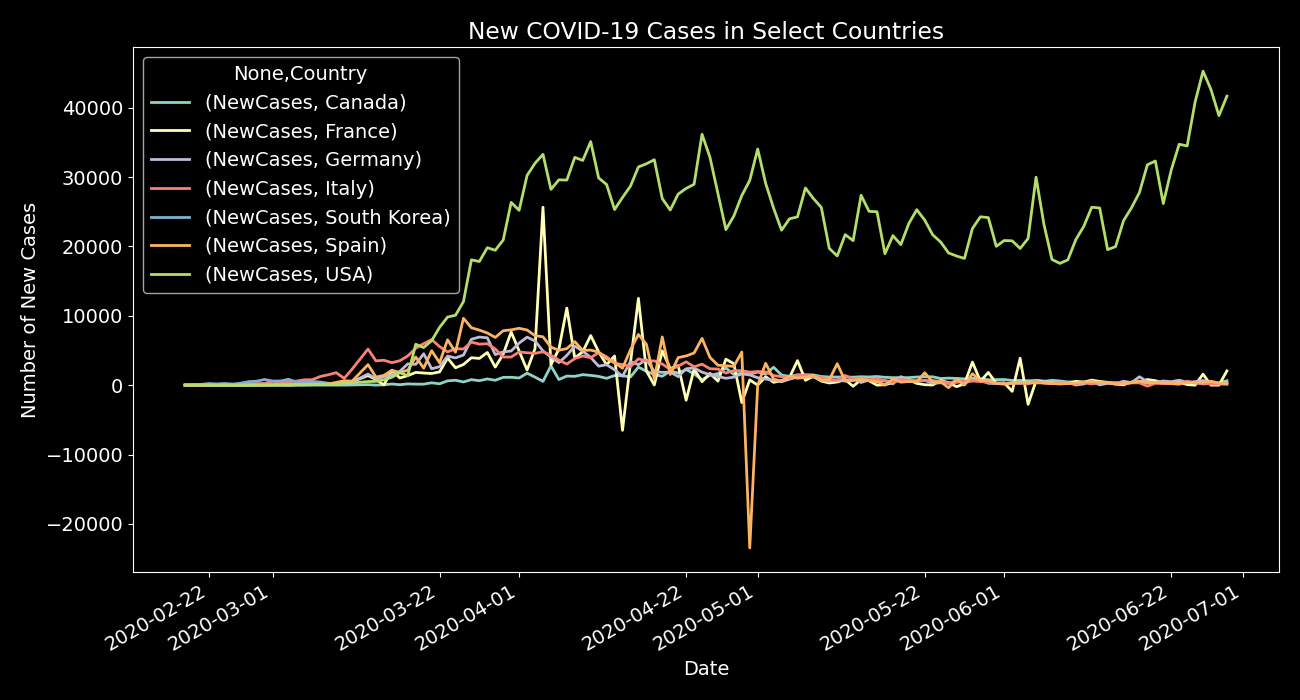 New COVID-19 Cases in Select Countries
None,Country
(NewCases, Canada)
(NewCases, France)
(NewCases, Germany)
(NewCases, Italy)
(NewCases, South Korea)
(NewCases, Spain)
(NewCases, USA)
Number of New Cases
40000
30000
20000
10000
0
−10000
−20000
2020-02-22
2020-03-01
2020-03-22
2020-04-01
2020-04-22
2020-05-01
2020-05-22
2020-06-01
2020-06-22
2020-07-01
Date